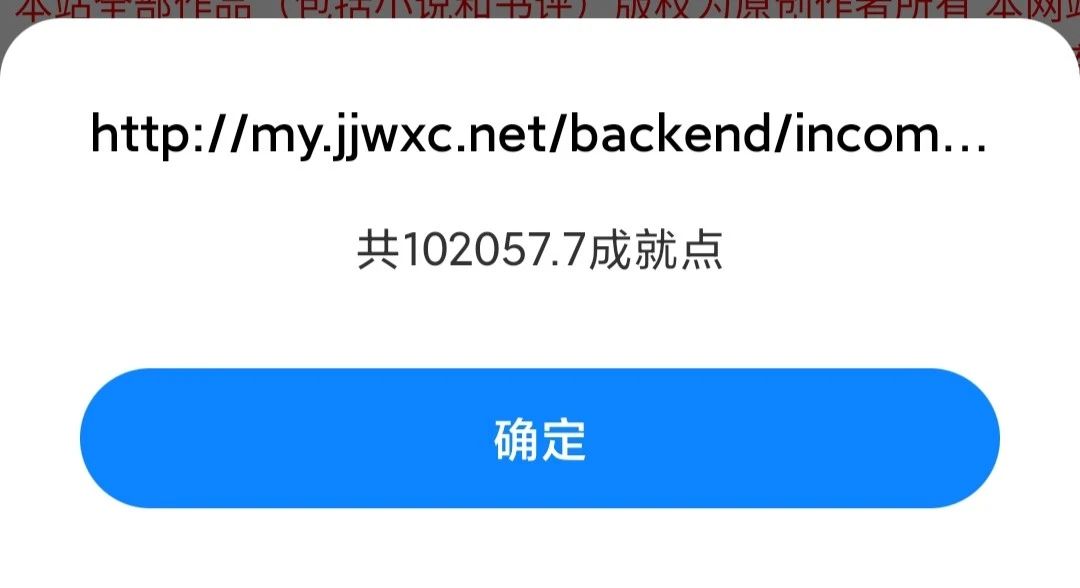 本站全部作品（包括小说和书评）版权为原创作者所有 本网站
http://my.jjwxc.net/backend/incom...
共102057.7成就点
确定